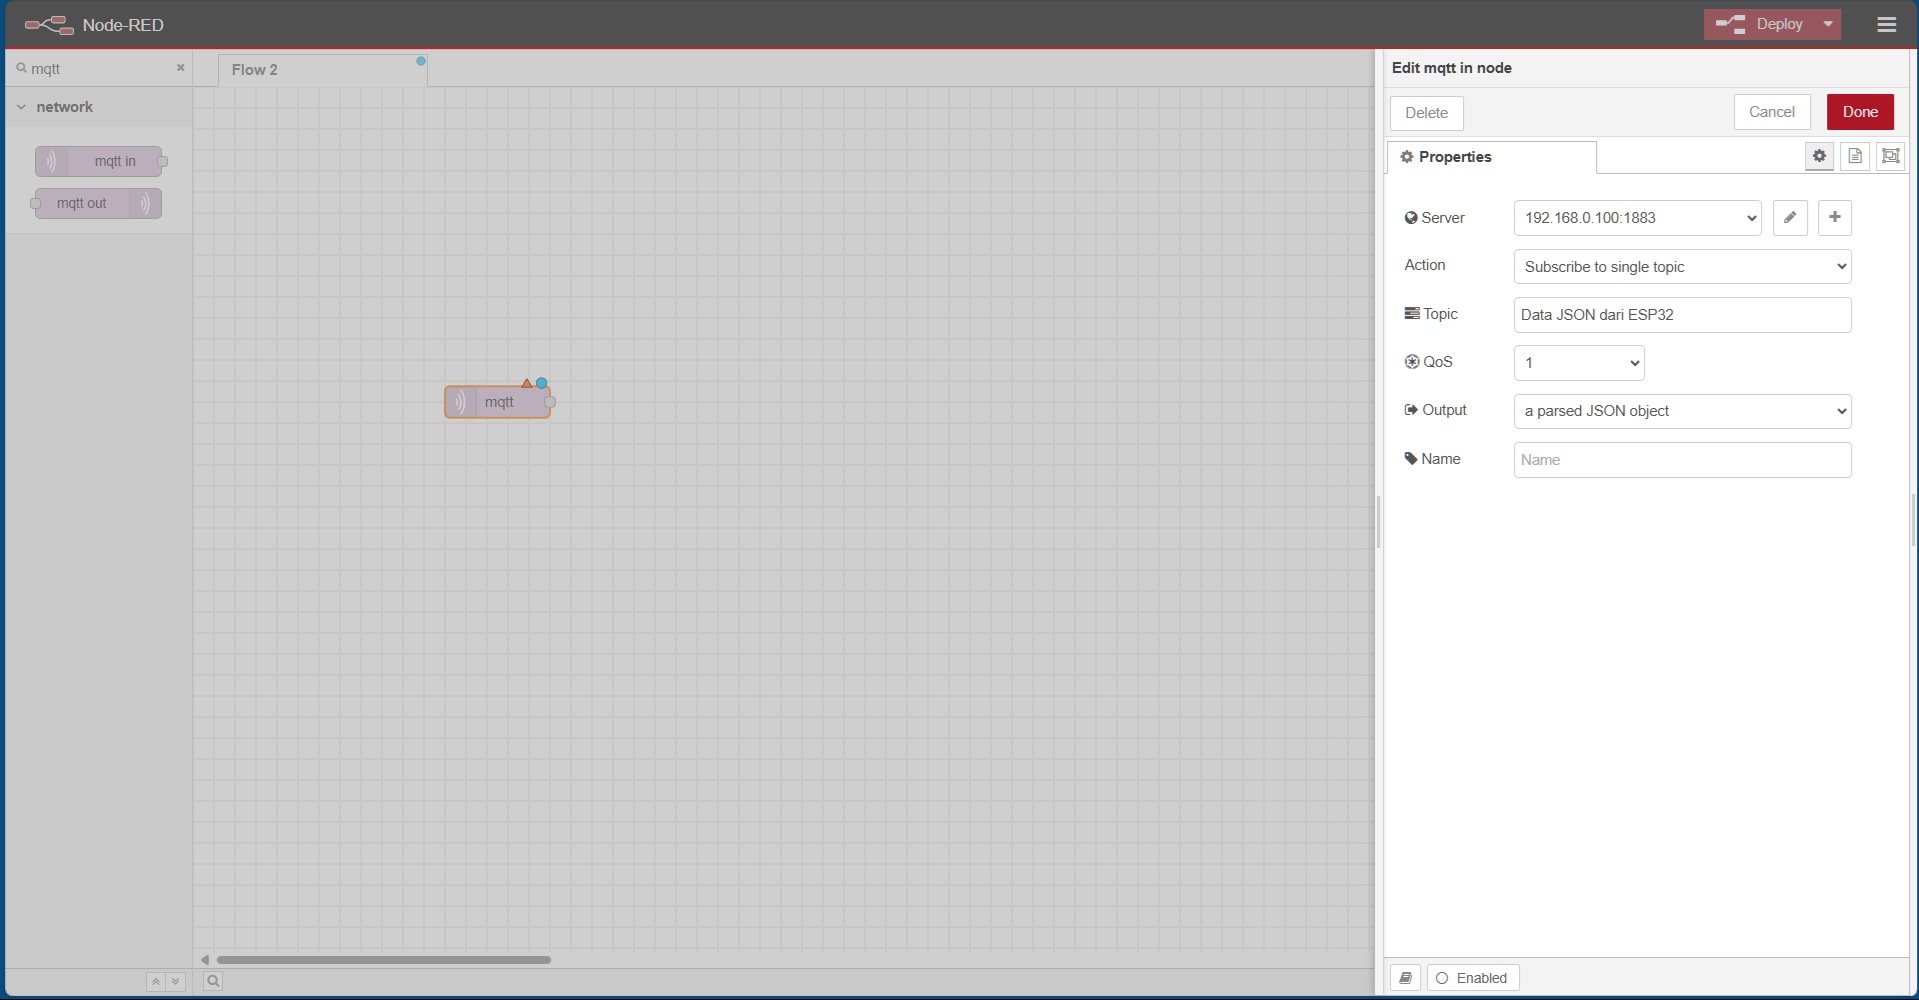 Node-RED
Deploy
mqtt
Flow 2
network
mqtt in
mqtt out
mqtt
Edit mqtt in node
Delete
Cancel
Done
Properties
Server
192.168.0.100:1883
Action
Subscribe to single topic
Topic
Data JSON dari ESP32
QoS
1
Output
a parsed JSON object
Name
Name
Enabled